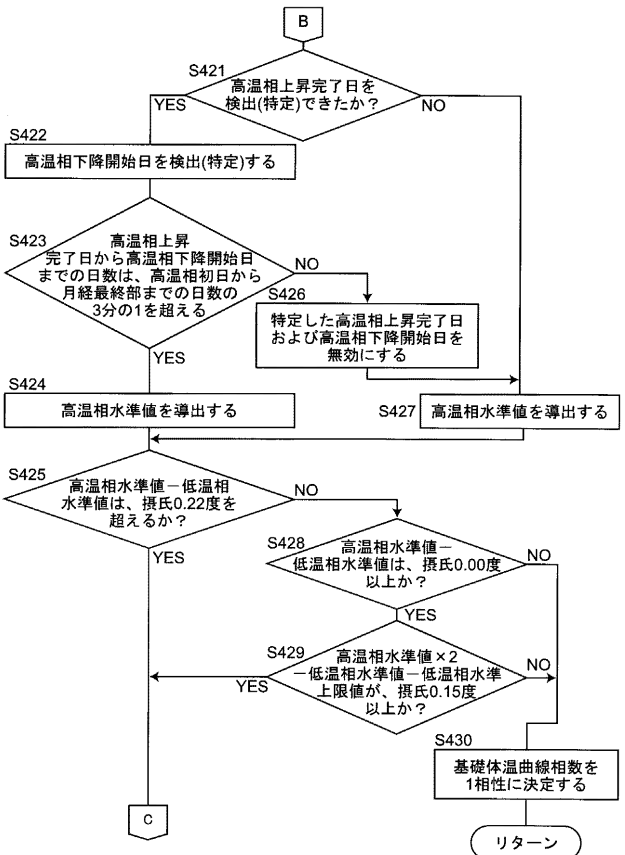 B
S421
高温相上昇完了日を
検出(特定)できたか？
YES
NO
S422
高温相下降開始日を検出(特定)する
S423
高温相上昇
完了日から高温相下降開始日
までの日数は、高温相初日から
月経最終部までの日数の
3分の1を超える
NO
YES
S426
特定した高温相上昇完了日
および高温相下降開始日を
無効にする
S424
高温相水準値を導出する
S427
高温相水準値を導出する
S425
高温相水準値－低温相
水準値は、摂氏0.22度を
超えるか？
NO
YES
S428
高温相水準値－
低温相水準値は、摂氏0.00度
以上か？
NO
YES
S429
高温相水準値×2
－低温相水準値－低温相水準
上限値が、摂氏0.15度
以上か？
NO
YES
S430
基礎体温曲線相数を
1相性に決定する
C
リターン